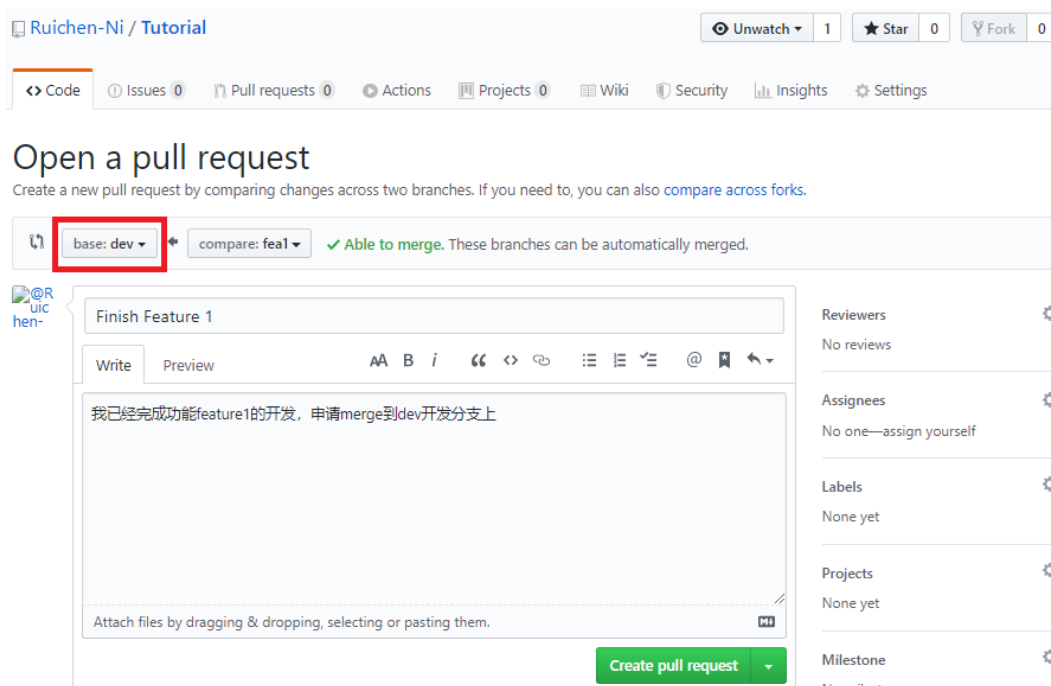 Ruichen-Ni / Tutorial
Unwatch 1 Star 0 Fork 0
Code Issues 0 Pull requests 0 Actions Projects 0 Wiki Security Insights Settings
Open a pull request
Create a new pull request by comparing changes across two branches. If you need to, you can also compare across forks.
base: dev compare: fea1 Able to merge. These branches can be automatically merged.
@R
uic
hen-
Finish Feature 1
Write Preview
我已经完成功能feature1的开发，申请merge到dev开发分支上
Attach files by dragging & dropping, selecting or pasting them.
Create pull request
Reviewers
No reviews
Assignees
No one—assign yourself
Labels
None yet
Projects
None yet
Milestone